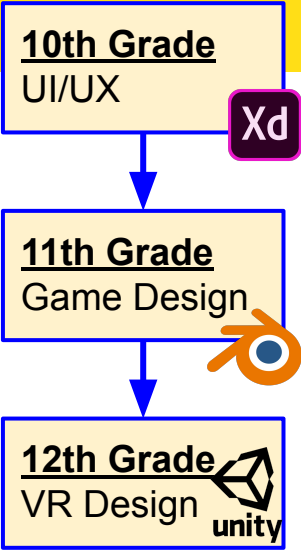 10th Grade
UI/UX
Xd
11th Grade
Game Design
12th Grade
VR Design
unity